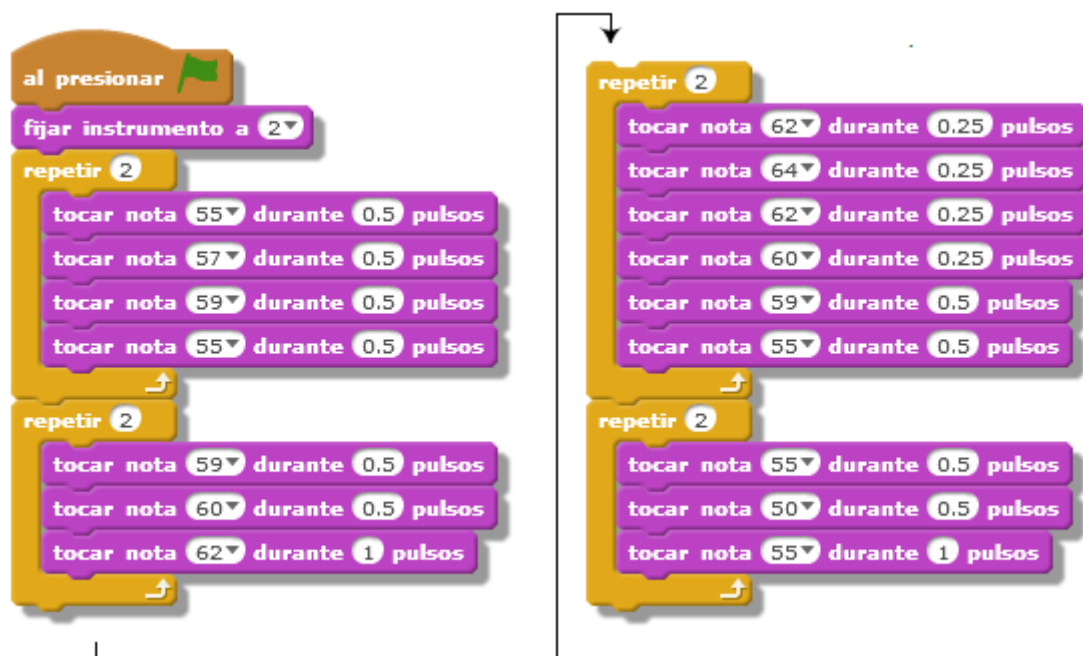 al presionar
fijar instrumento a 2
repetir 2
tocar nota 55 durante 0.5 pulsos
tocar nota 57 durante 0.5 pulsos
tocar nota 59 durante 0.5 pulsos
tocar nota 55 durante 0.5 pulsos
repetir 2
tocar nota 59 durante 0.5 pulsos
tocar nota 60 durante 0.5 pulsos
tocar nota 62 durante 1 pulsos
repetir 2
tocar nota 62 durante 0.25 pulsos
tocar nota 64 durante 0.25 pulsos
tocar nota 62 durante 0.25 pulsos
tocar nota 60 durante 0.25 pulsos
tocar nota 59 durante 0.5 pulsos
tocar nota 55 durante 0.5 pulsos
repetir 2
tocar nota 55 durante 0.5 pulsos
tocar nota 50 durante 0.5 pulsos
tocar nota 55 durante 1 pulsos